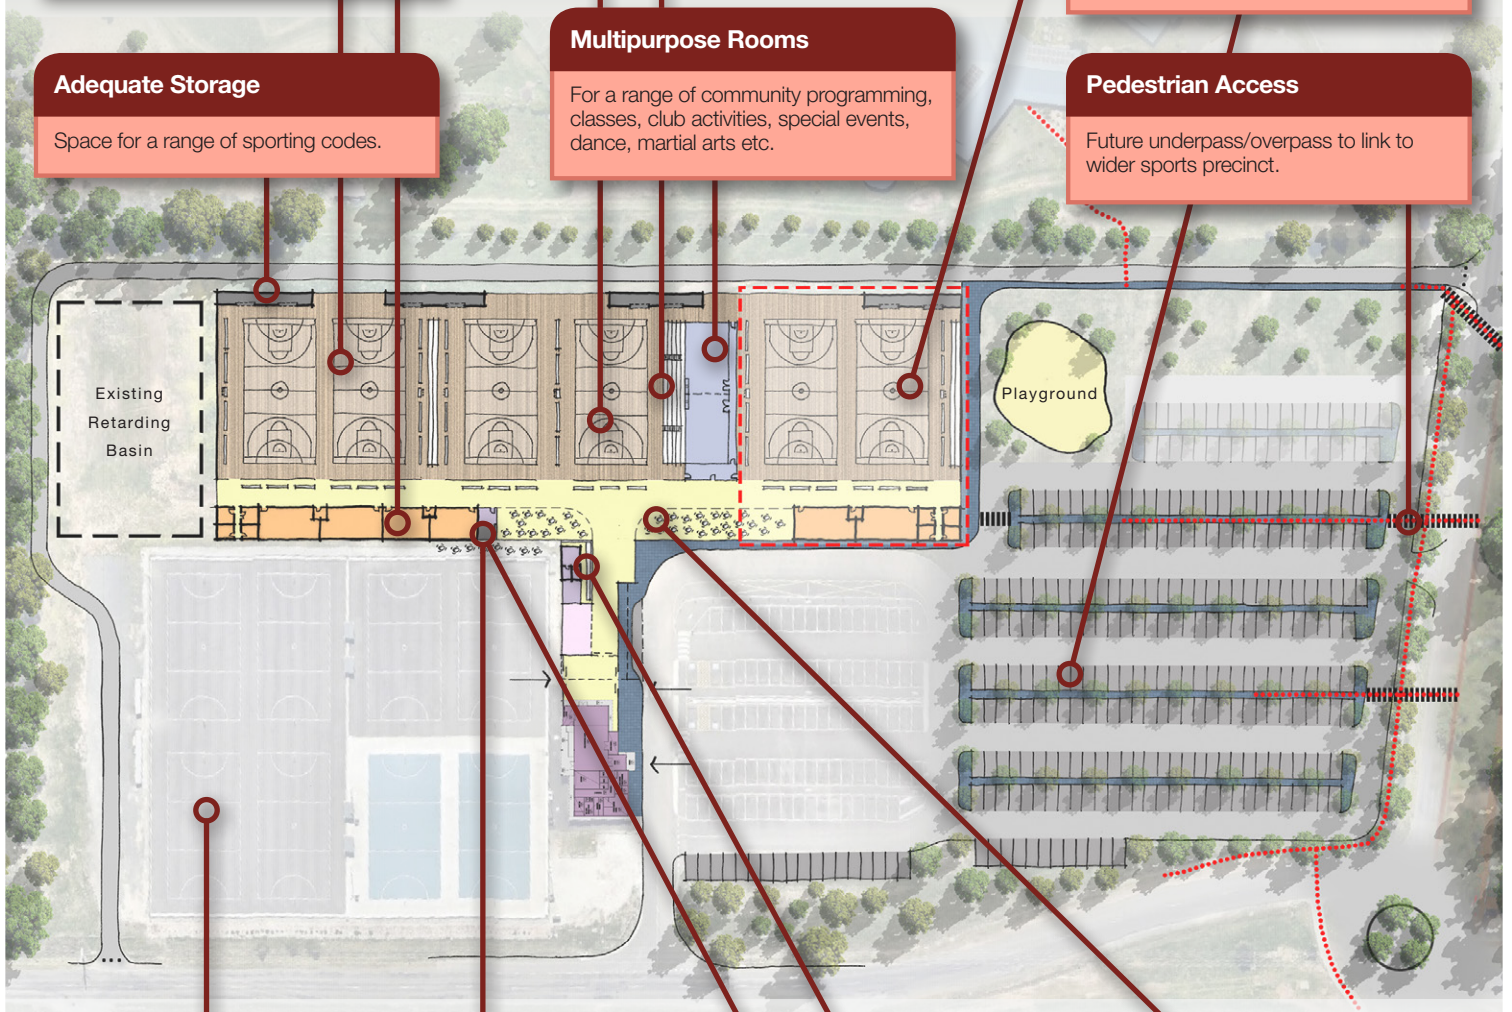 Multipurpose Rooms
For a range of community programming,
classes, club activities, special events,
dance, martial arts etc.
Adequate Storage
Space for a range of sporting codes.
Pedestrian Access
Future underpass/overpass to link to
wider sports precinct.
Existing
Retarding
Basin
Playground